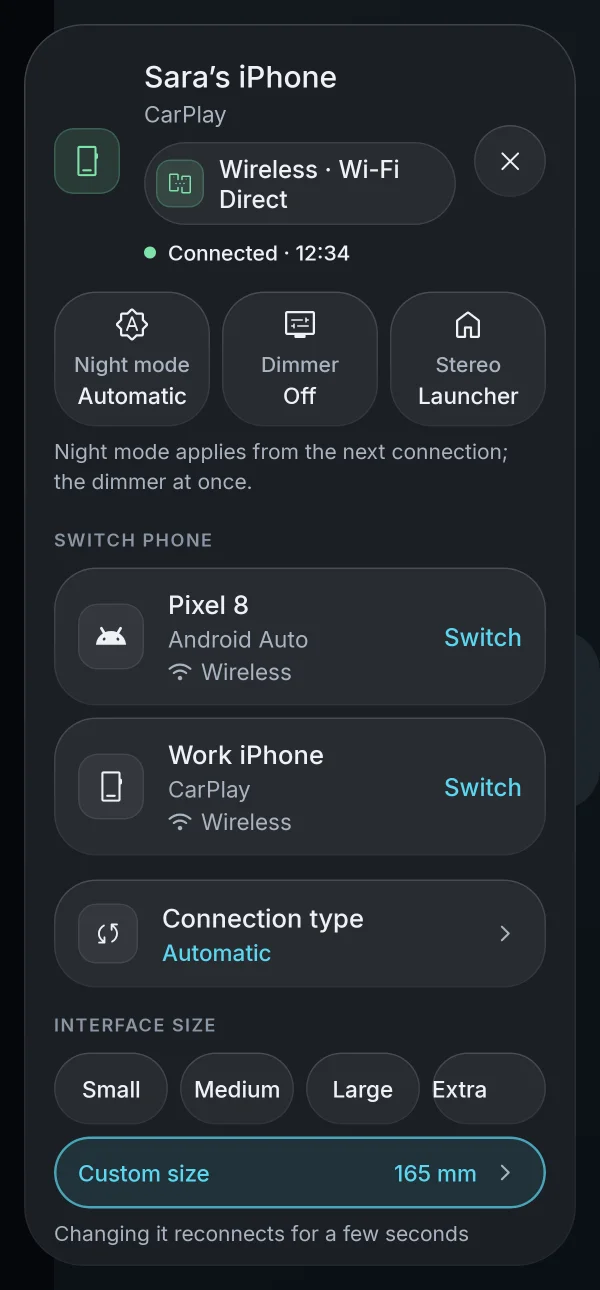 Sara’s iPhone
CarPlay
Wireless · Wi-Fi
Direct
Connected · 12:34
Night mode
Automatic
Dimmer
Off
Stereo
Launcher
Night mode applies from the next connection;
the dimmer at once.
SWITCH PHONE
Pixel 8
Android Auto
Wireless
Switch
Work iPhone
CarPlay
Wireless
Switch
Connection type
Automatic
INTERFACE SIZE
Small
Medium
Large
Extra
Custom size
165 mm
Changing it reconnects for a few seconds